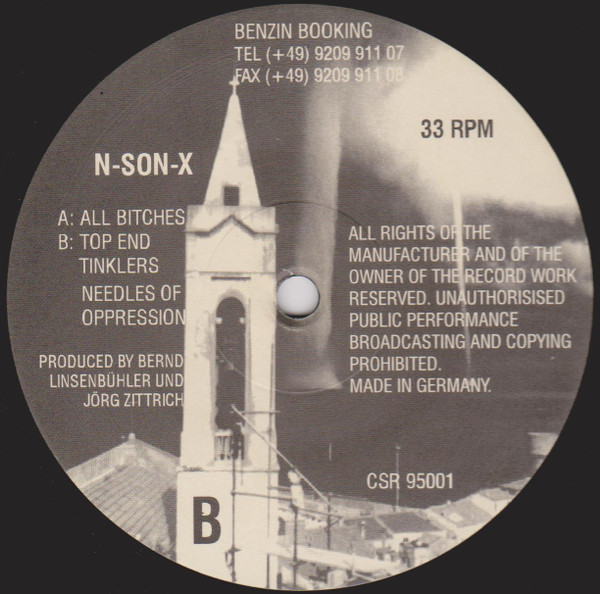 BENZIN BOOKING
TEL (+49) 9209 911 07
FAX (+49) 9209 911 08
33 RPM
N-SON-X
A: ALL BITCHES
B: TOP END
TINKLERS
NEEDLES OF
OPPRESSION
PRODUCED BY BERND
LINSENBÜHLER UND
JÖRG ZITTRICH
ALL RIGHTS OF THE
MANUFACTURER AND OF THE
OWNER OF THE RECORD WORK
RESERVED. UNAUTHORISISED
PUBLIC PERFORMANCE
BROADCASTING AND COPYING
PROHIBITED.
MADE IN GERMANY.
CSR 95001
B